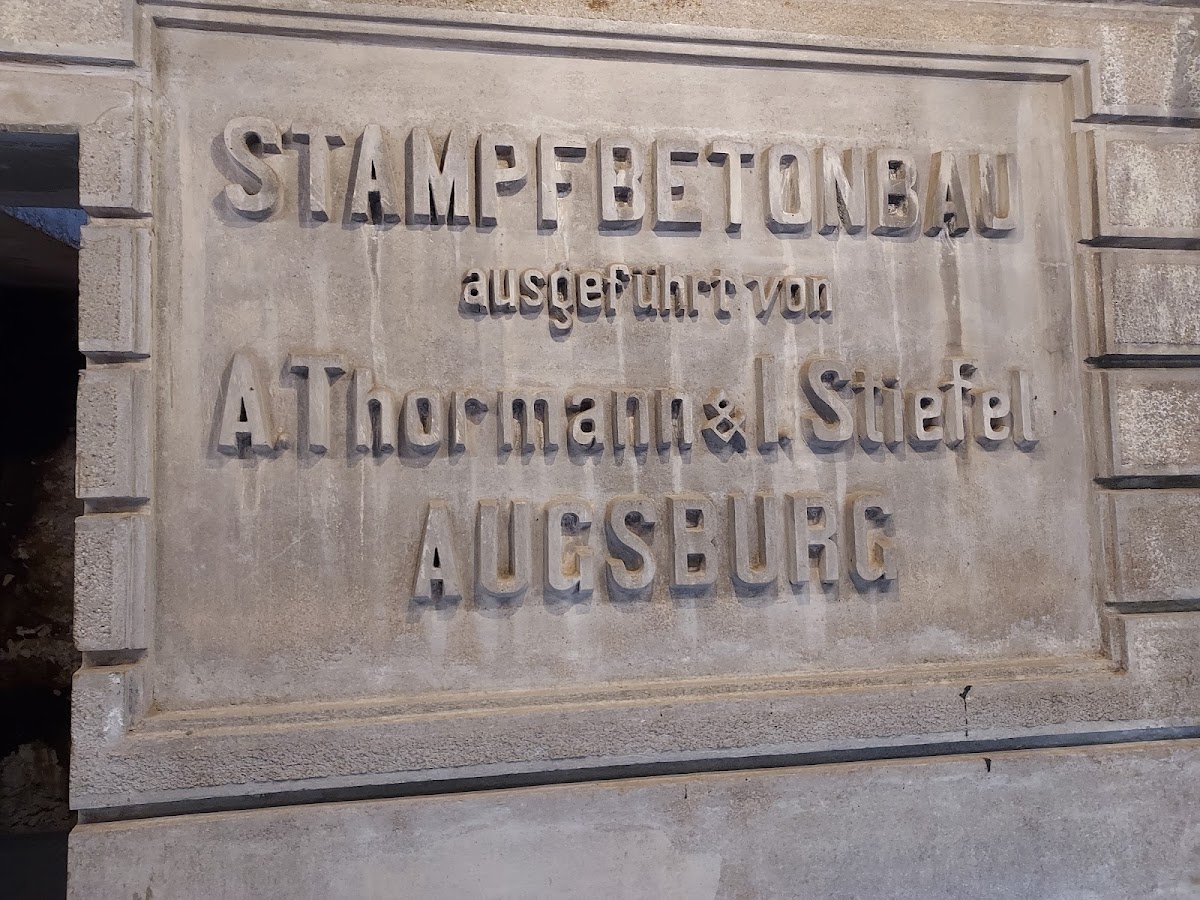 STAMPFBETONBAU
ausgeführt von
A.Thormann & I. Stiefel
AUGSBURG